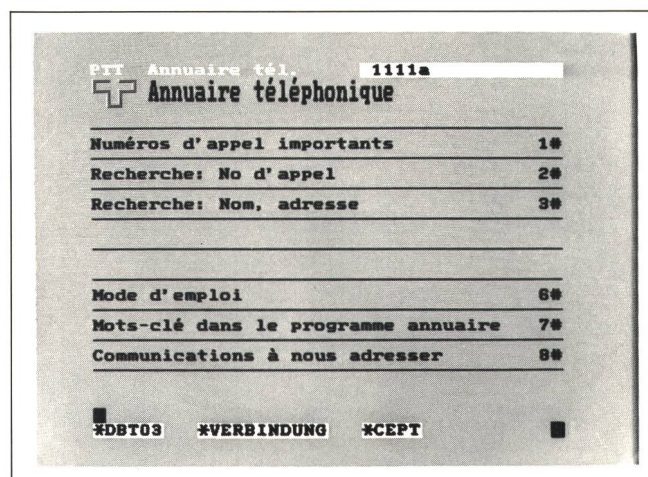 PTT Annuaire tél. 1111a
Annuaire téléphonique
Numéros d'appel importants 1#
Recherche: No d'appel 2#
Recherche: Nom, adresse 3#
Mode d'emploi 6#
Mots-clé dans le programme annuaire 7#
Communications à nous adresser 8#
*DBT03 *VERBINDUNG *CEPT